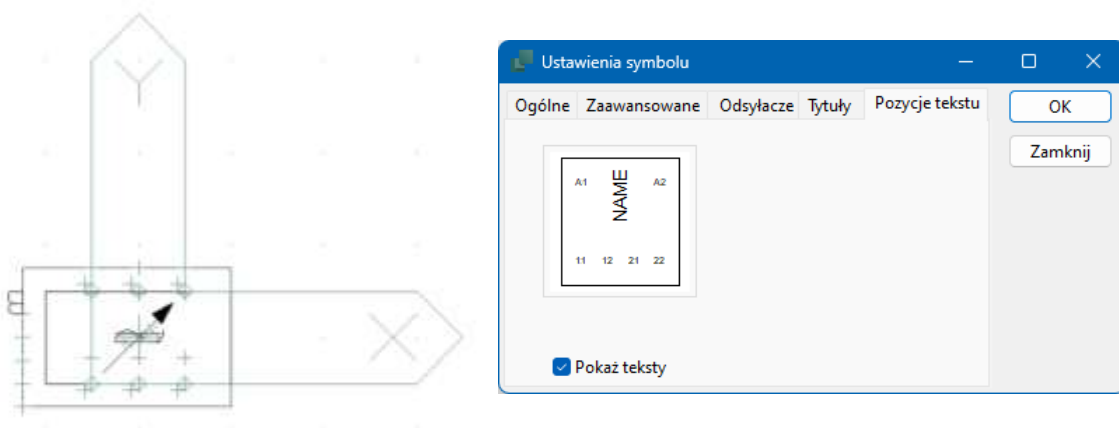 Y
X
Ustawienia symbolu
Ogólne Zaawansowane Odsyłacze Tytuły Pozycje tekstu
OK
Zamknij
A1 NAME A2
11 12 21 22
Pokaż teksty